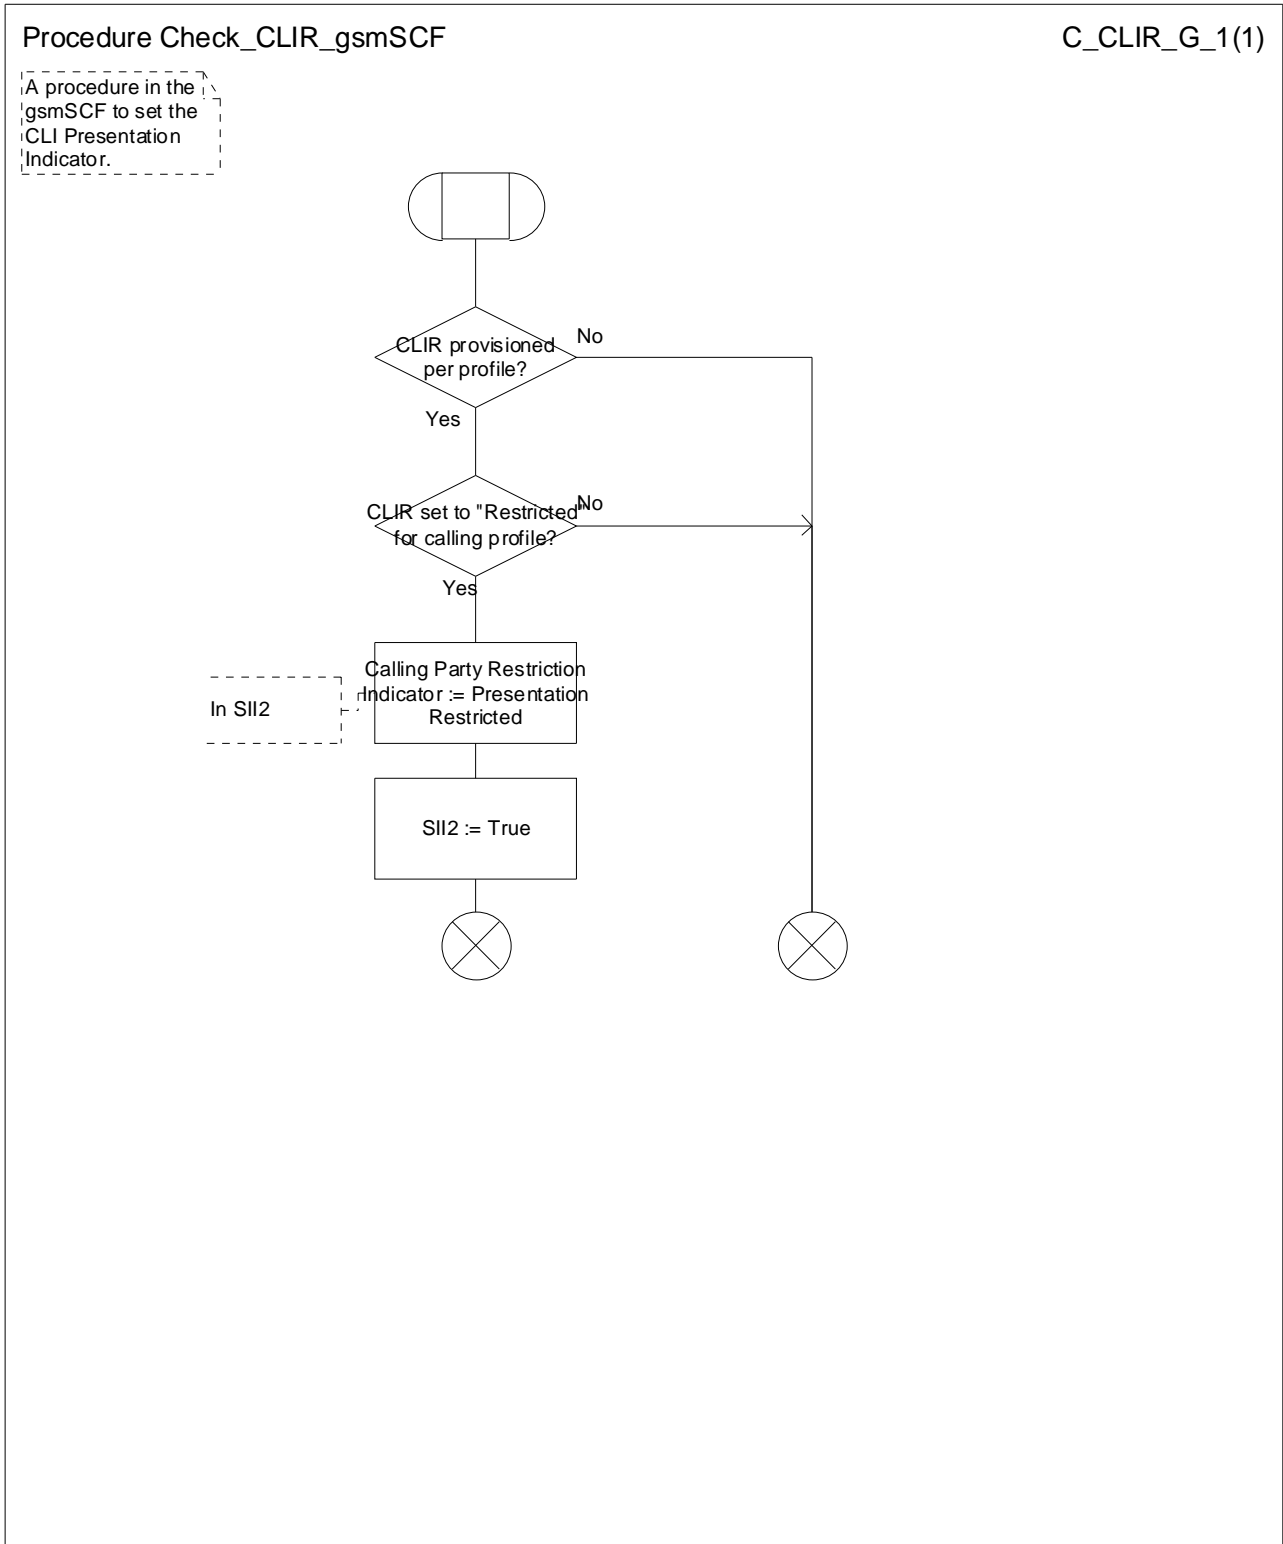 Procedure Check_CLIR_gsmSCF
C_CLIR_G_1(1)
A procedure in the
gsmSCF to set the
CLI Presentation
Indicator.
CLIR provisioned
per profile?
No
Yes
CLIR set to "Restricted"
for calling profile?
No
Yes
Calling Party Restriction
Indicator := Presentation
Restricted
In SII2
SII2 := True